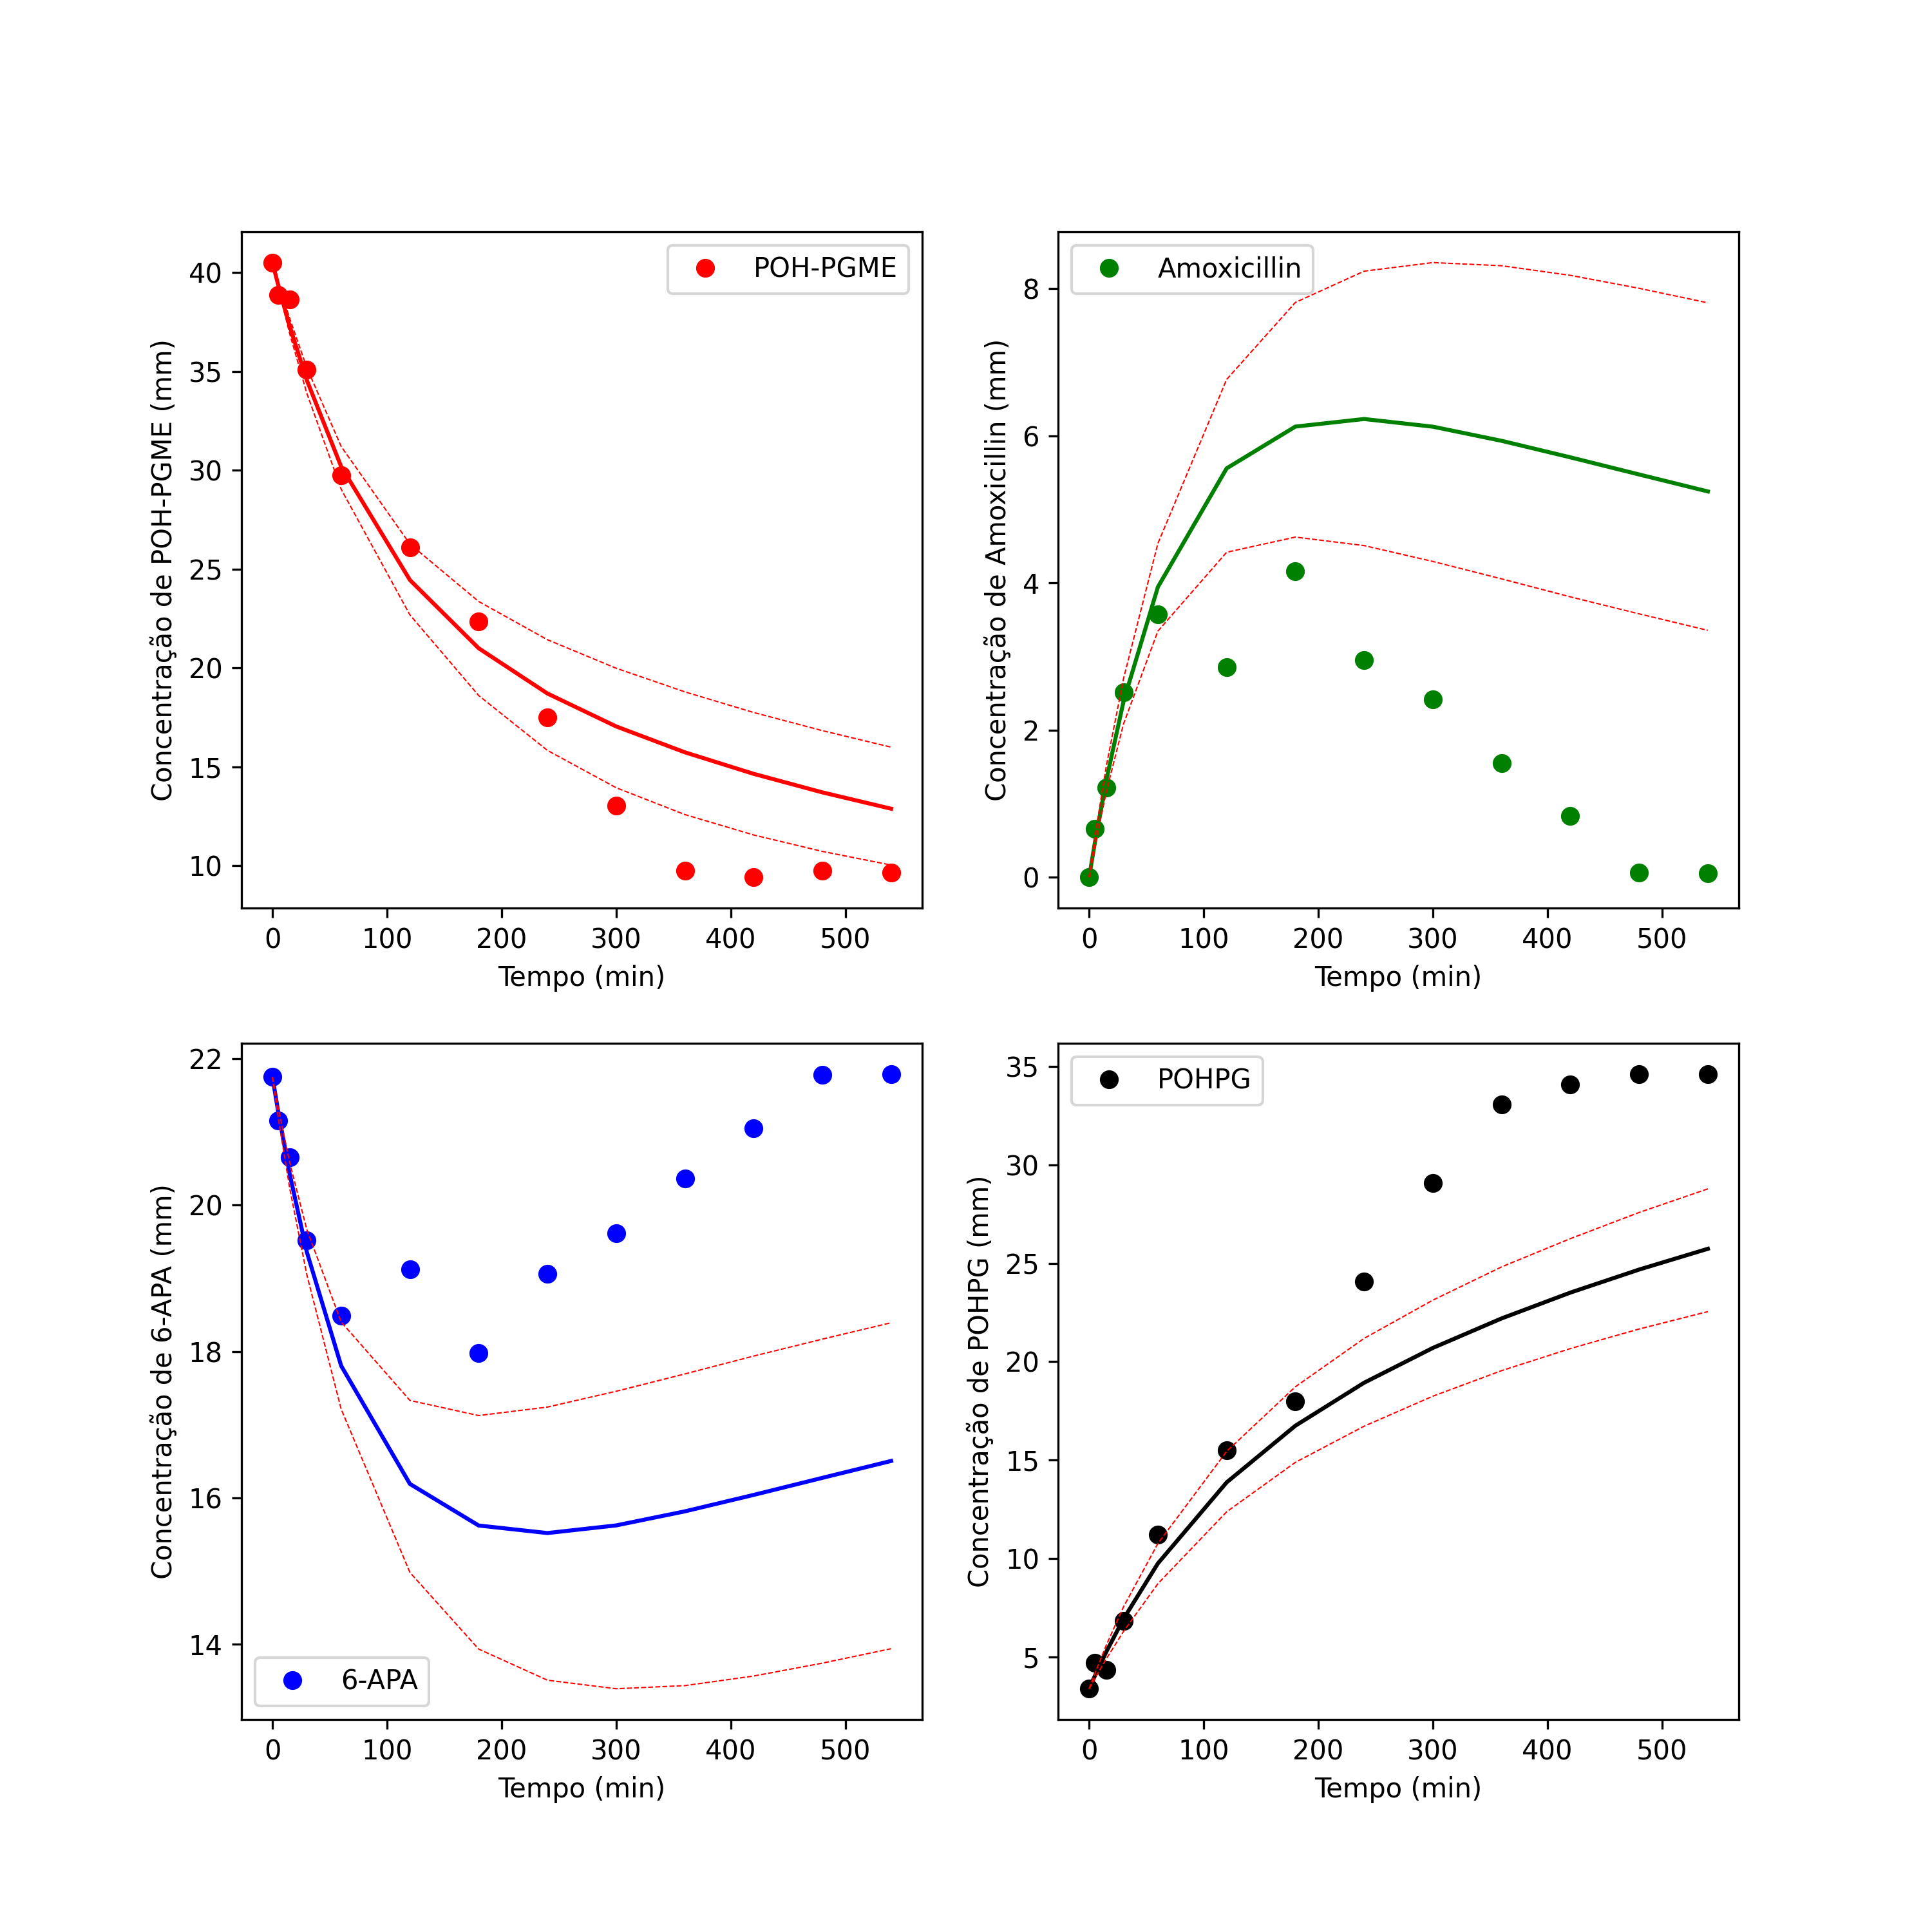 POH-PGME
Concentração de POH-PGME (mm)
40
35
30
25
20
15
10
0 100 200 300 400 500
Tempo (min)
Amoxicillin
Concentração de Amoxicillin (mm)
8
6
4
2
0
0 100 200 300 400 500
Tempo (min)
Concentração de 6-APA (mm)
22
20
18
16
14
6-APA
0 100 200 300 400 500
Tempo (min)
POHPG
Concentração de POHPG (mm)
35
30
25
20
15
10
5
0 100 200 300 400 500
Tempo (min)